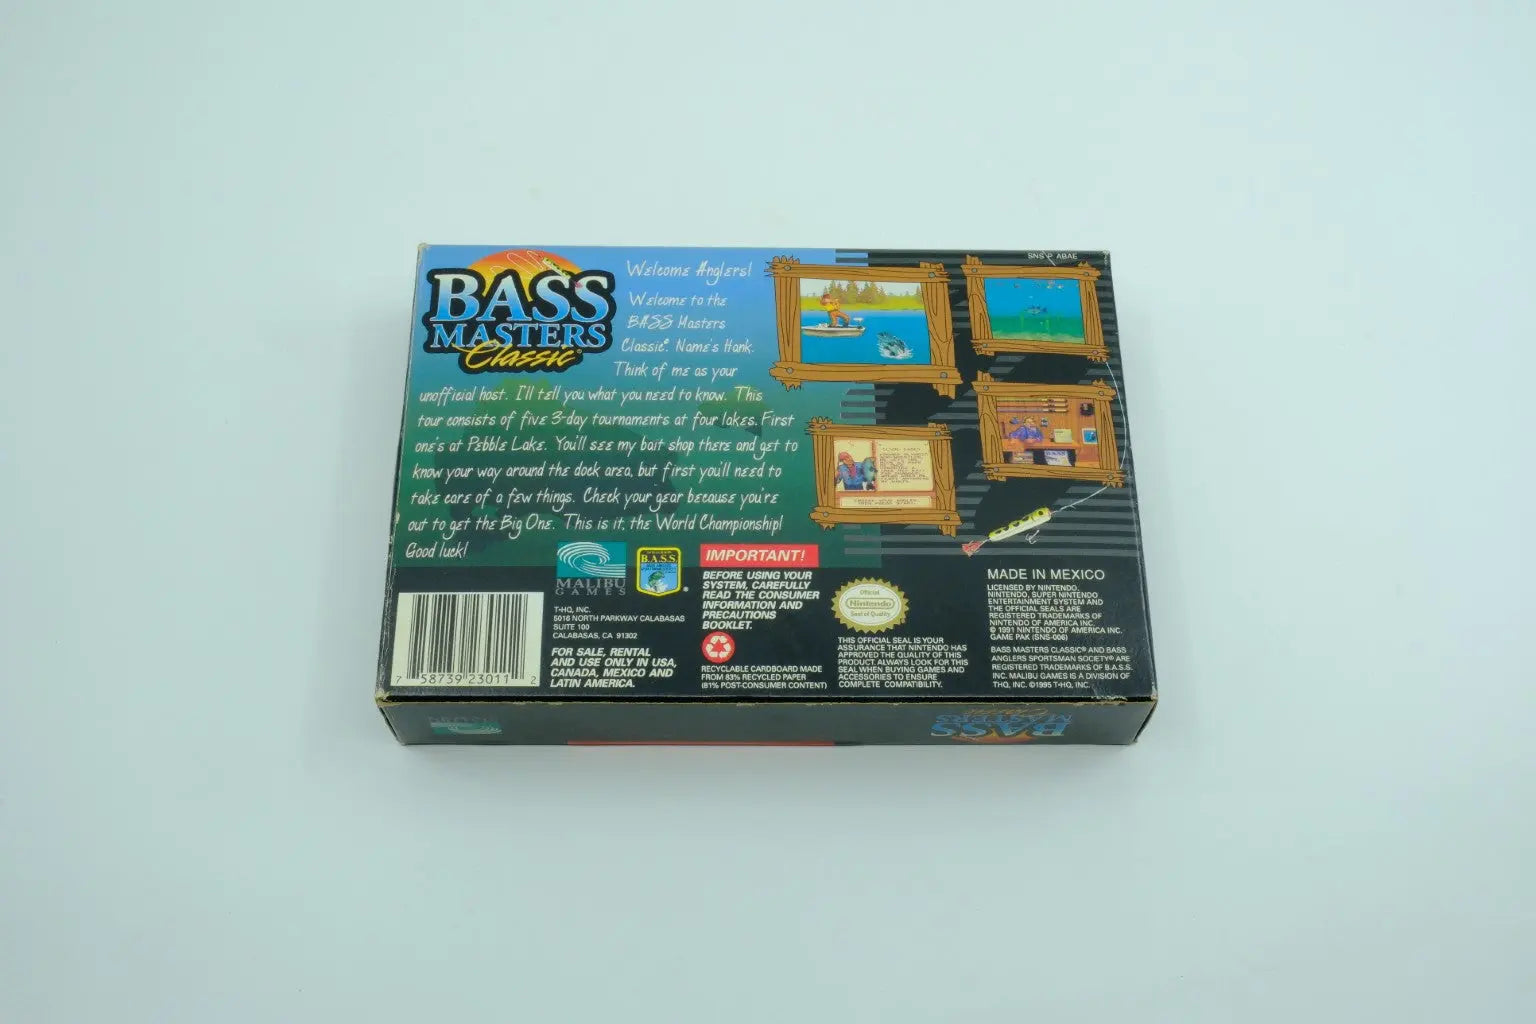 SNS P ABAE
BASS
MASTERS
Classic®
Welcome Anglers!
Welcome to the
BASS Masters
Classic®. Name's Hank.
Think of me as your
unofficial host. I'll tell you what you need to know. This
tour consists of five 3-day tournaments at four lakes. First
one's at Pebble Lake. You'll see my bait shop there and get to
know your way around the dock area, but first you'll need to
take care of a few things. Check your gear because you're
out to get the Big One. This is it, the World Championship!
Good luck!
MALIBU
GAMES
B.A.S.S.
®
T-HQ, INC.
5016 NORTH PARKWAY CALABASAS
SUITE 100
CALABASAS, CA 91302
FOR SALE, RENTAL
AND USE ONLY IN USA,
CANADA, MEXICO AND
LATIN AMERICA.
7 58739 23011 2
IMPORTANT!
BEFORE USING YOUR
SYSTEM, CAREFULLY
READ THE CONSUMER
INFORMATION AND
PRECAUTIONS
BOOKLET.
RECYCLABLE CARDBOARD MADE
FROM 83% RECYCLED PAPER
(81% POST-CONSUMER CONTENT)
Official
Nintendo
Seal of Quality
THIS OFFICIAL SEAL IS YOUR
ASSURANCE THAT NINTENDO HAS
APPROVED THE QUALITY OF THIS
PRODUCT. ALWAYS LOOK FOR THIS
SEAL WHEN BUYING GAMES AND
ACCESSORIES TO ENSURE
COMPLETE COMPATIBILITY.
MADE IN MEXICO
LICENSED BY NINTENDO.
NINTENDO, SUPER NINTENDO
ENTERTAINMENT SYSTEM AND
THE OFFICIAL SEALS ARE
REGISTERED TRADEMARKS OF
NINTENDO OF AMERICA INC.
© 1991 NINTENDO OF AMERICA INC.
GAME PAK (SNS-006)
BASS MASTERS CLASSIC® AND BASS
ANGLERS SPORTSMAN SOCIETY® ARE
REGISTERED TRADEMARKS OF B.A.S.S.
INC. MALIBU GAMES IS A DIVISION OF
THQ, INC. ©1995 T•HQ, INC.
BASS
MASTERS
Classic